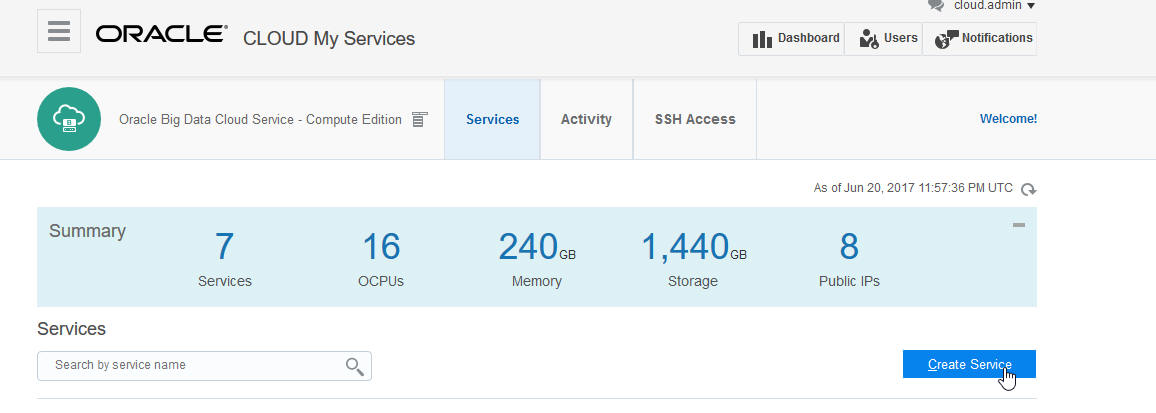 cloud.admin
ORACLE® CLOUD My Services
Dashboard Users Notifications
Oracle Big Data Cloud Service - Compute Edition Services Activity SSH Access Welcome!
As of Jun 20, 2017 11:57:36 PM UTC
Summary 7 16 240GB 1,440GB 8
Services OCPUs Memory Storage Public IPs
Services
Search by service name Create Service